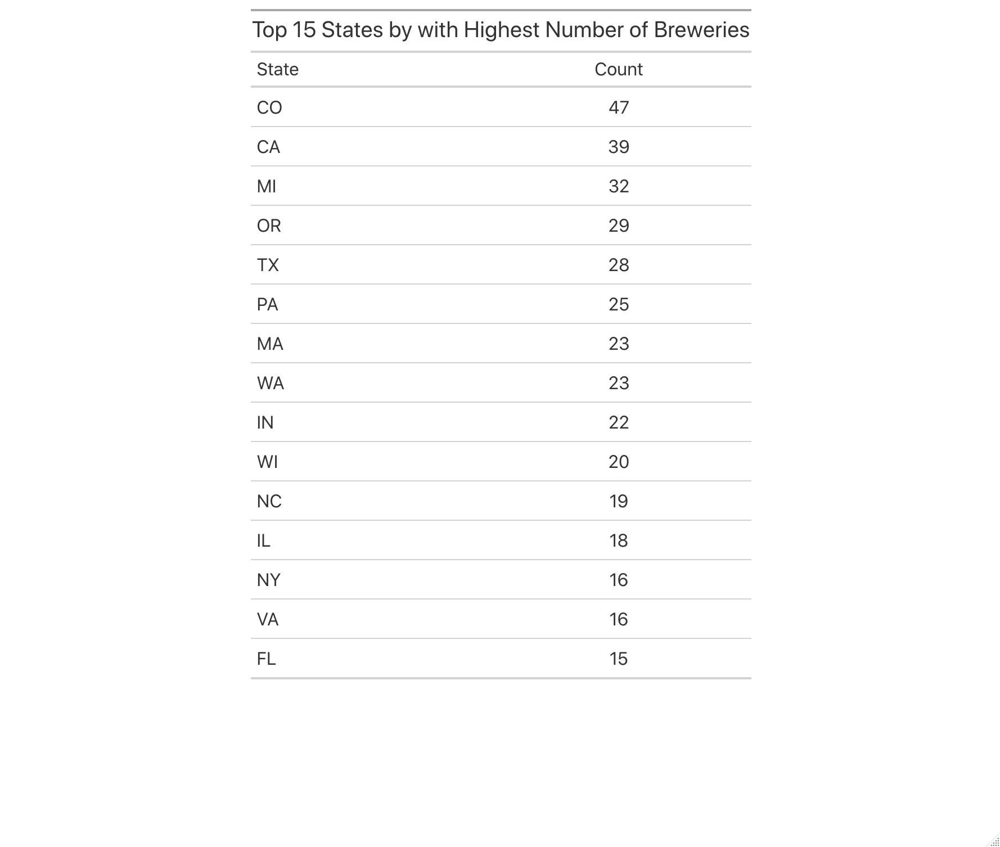 Top 15 States by with Highest Number of Breweries
State Count
CO 47
CA 39
MI 32
OR 29
TX 28
PA 25
MA 23
WA 23
IN 22
WI 20
NC 19
IL 18
NY 16
VA 16
FL 15